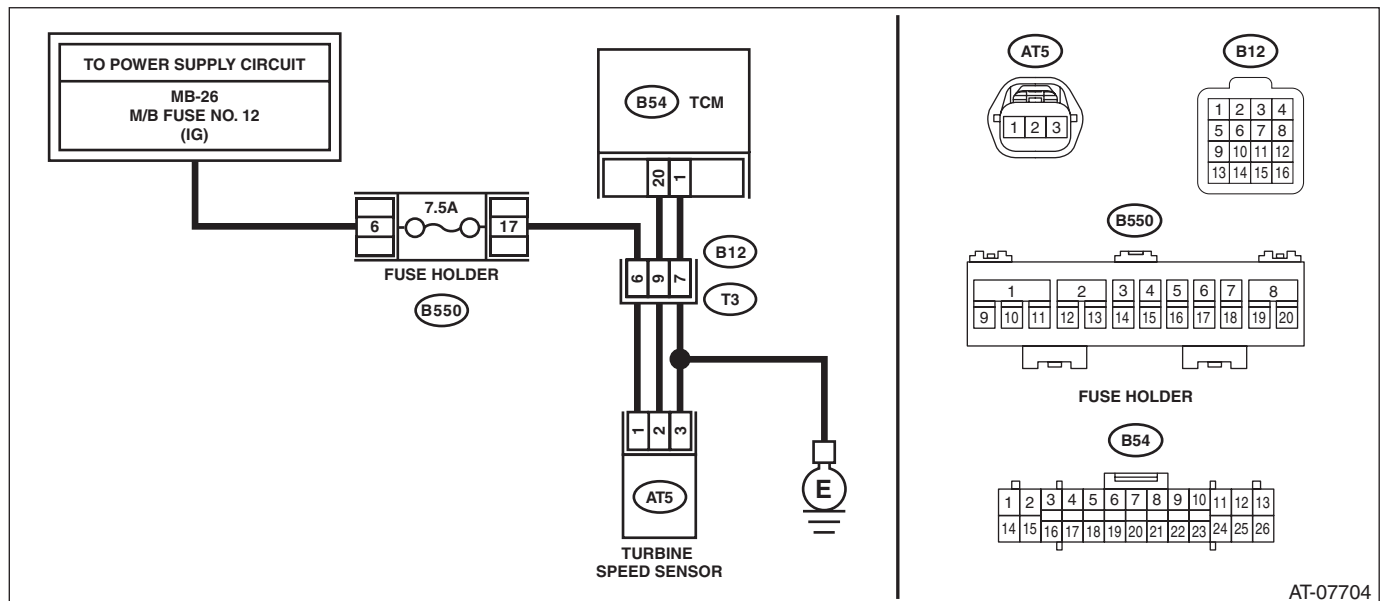 TO POWER SUPPLY CIRCUIT
MB-26
M/B FUSE NO. 12
(IG)
B54 TCM
20 1
7.5A
6 17
FUSE HOLDER
B550
6 9 7
B12
T3
1 2 3
AT5
TURBINE
SPEED SENSOR
E
AT5
1 2 3
B12
1 2 3 4
5 6 7 8
9 10 11 12
13 14 15 16
B550
1 2 3 4 5 6 7 8
9 10 11 12 13 14 15 16 17 18 19 20
FUSE HOLDER
B54
1 2 3 4 5 6 7 8 9 10 11 12 13
14 15 16 17 18 19 20 21 22 23 24 25 26
AT-07704